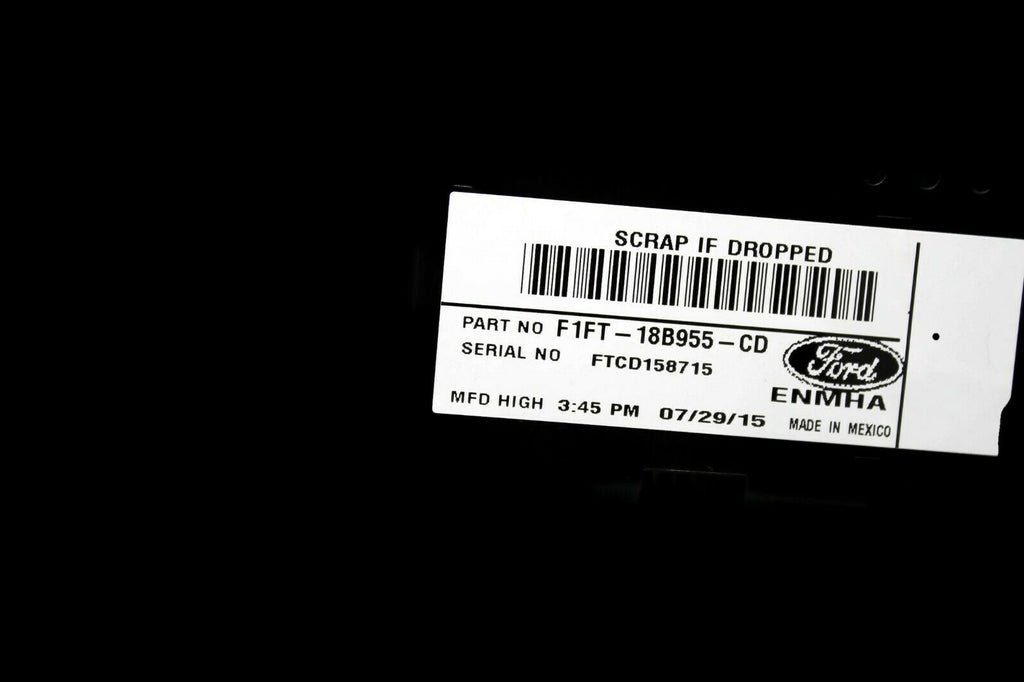 SCRAP IF DROPPED
PART NO F1FT-18B955-CD
SERIAL NO FTCD158715
Ford
ENMHA
MFD HIGH 3:45 PM 07/29/15
MADE IN MEXICO